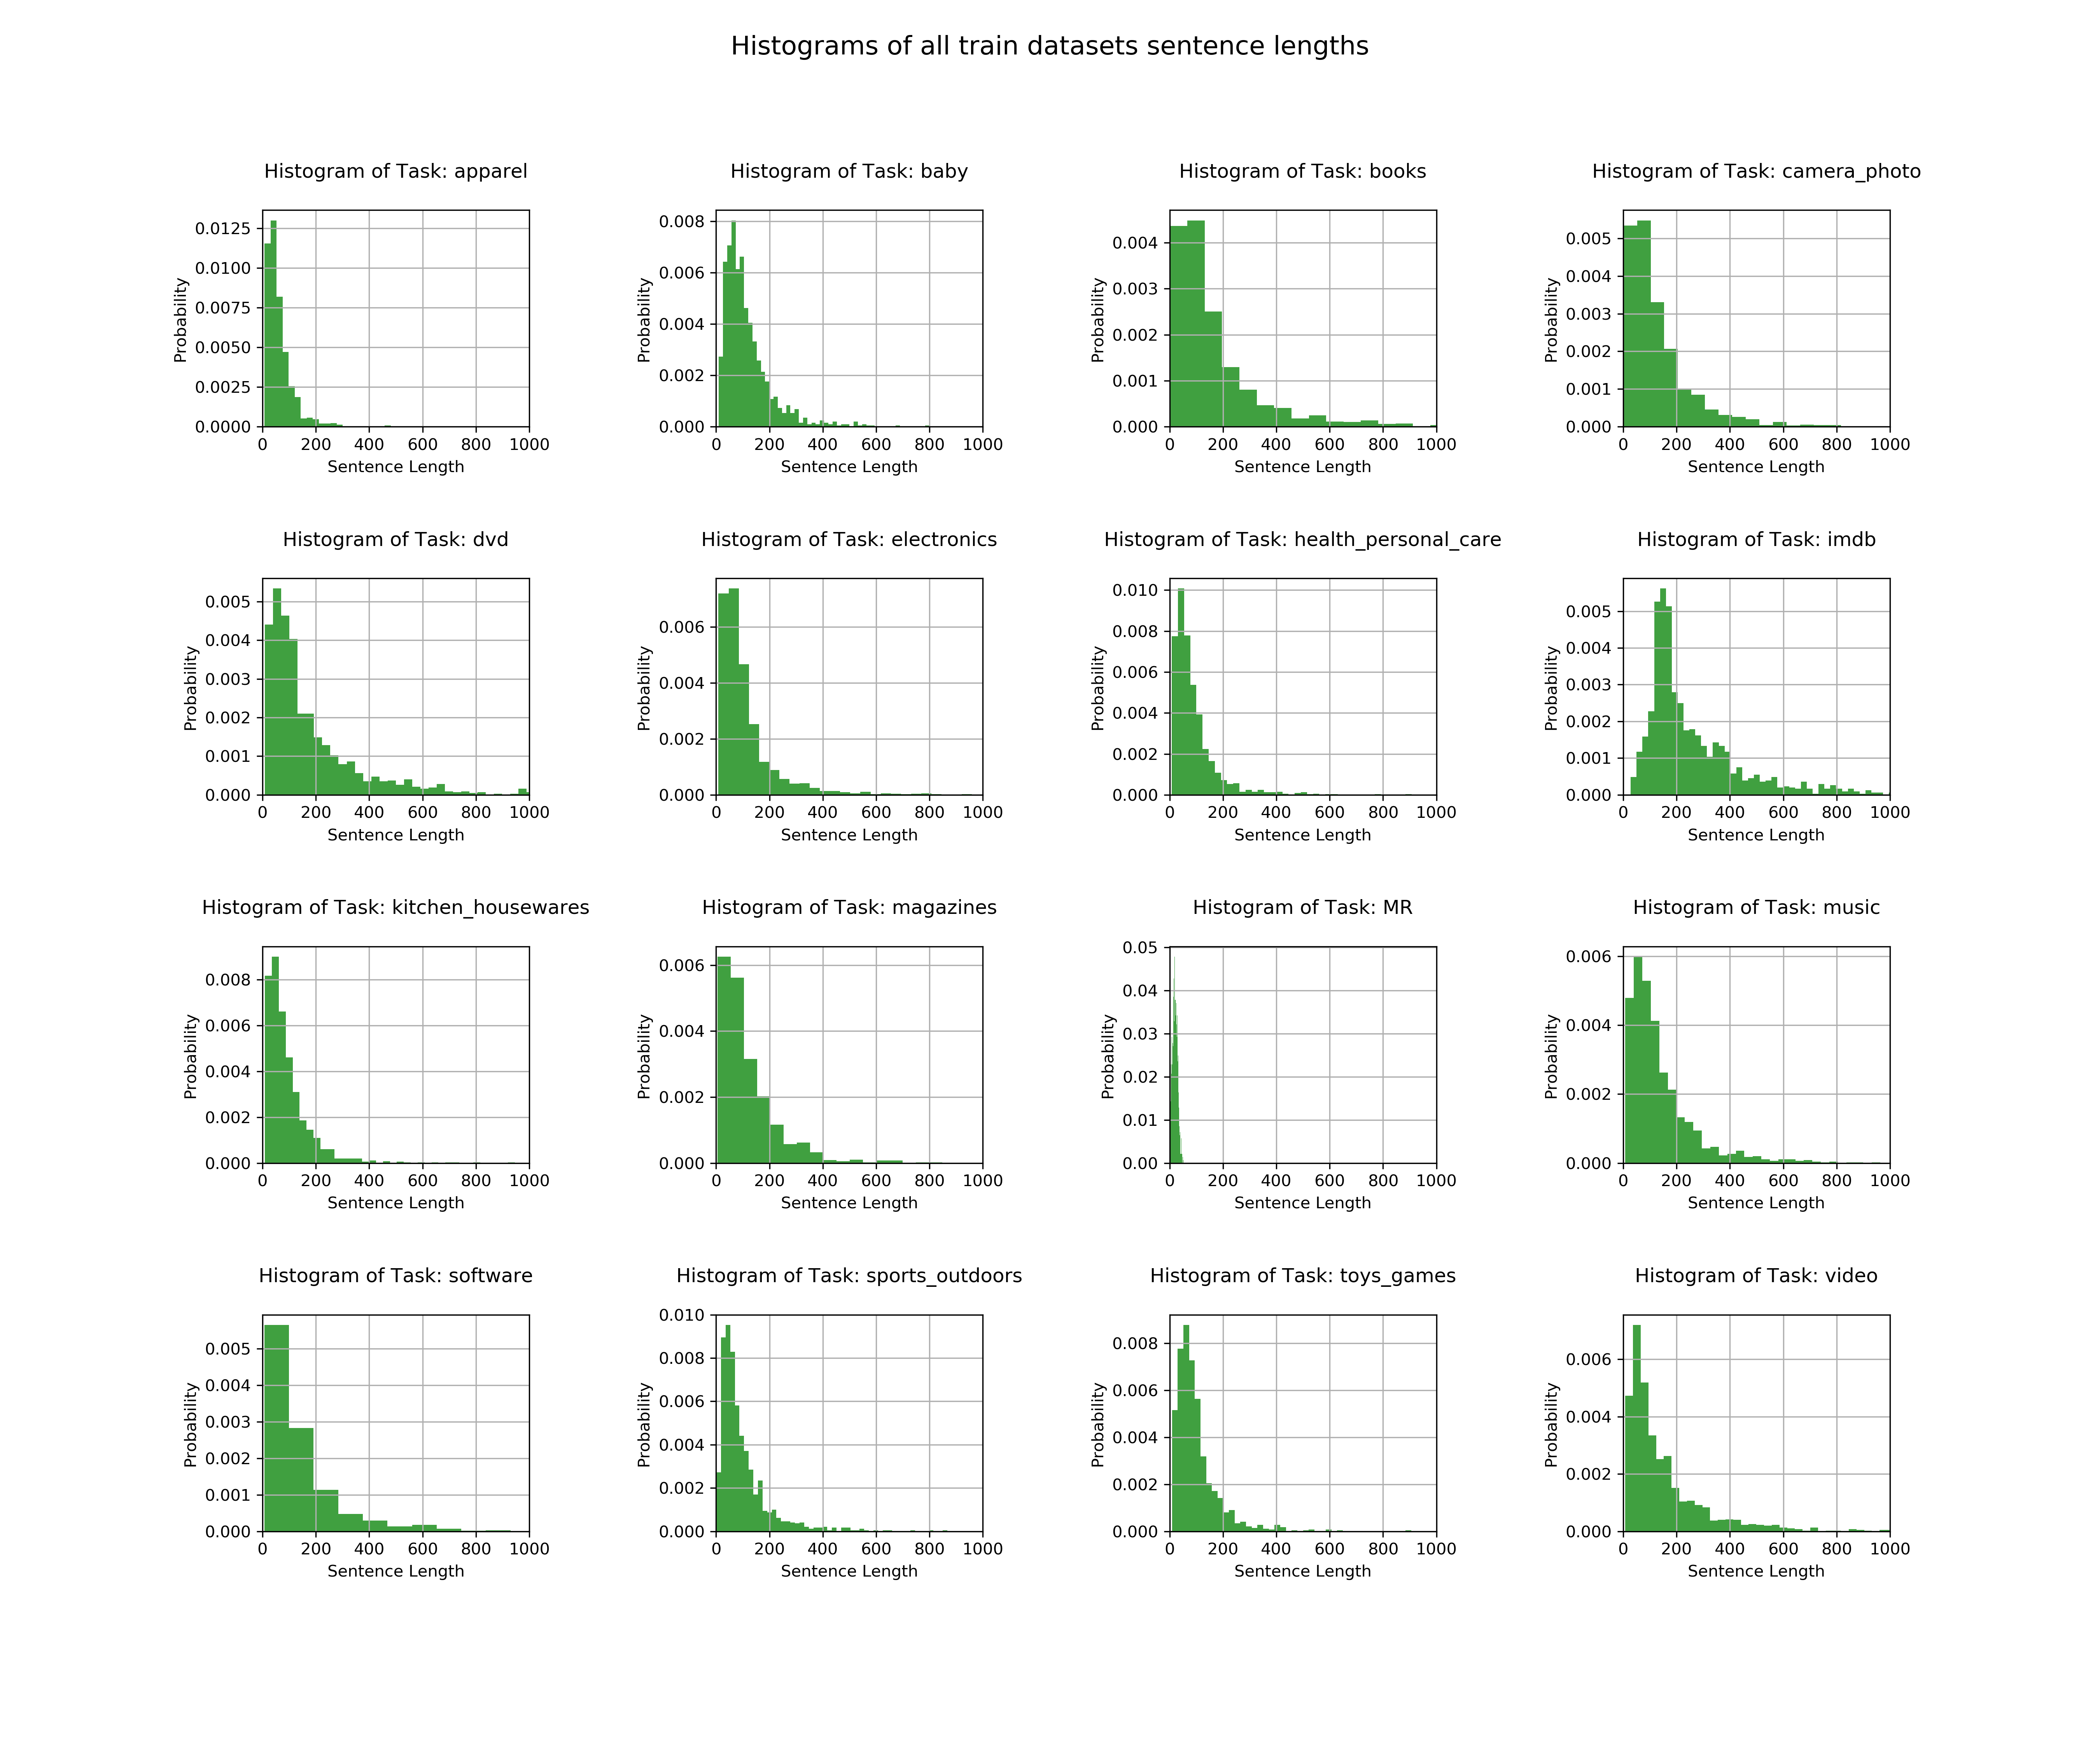 Histograms of all train datasets sentence lengths
Histogram of Task: apparel
Probability
0.0125
0.0100
0.0075
0.0050
0.0025
0.0000
0 200 400 600 800 1000
Sentence Length
Histogram of Task: baby
Probability
0.008
0.006
0.004
0.002
0.000
0 200 400 600 800 1000
Sentence Length
Histogram of Task: books
Probability
0.004
0.003
0.002
0.001
0.000
0 200 400 600 800 1000
Sentence Length
Histogram of Task: camera_photo
Probability
0.005
0.004
0.003
0.002
0.001
0.000
0 200 400 600 800 1000
Sentence Length
Histogram of Task: dvd
Probability
0.005
0.004
0.003
0.002
0.001
0.000
0 200 400 600 800 1000
Sentence Length
Histogram of Task: electronics
Probability
0.006
0.004
0.002
0.000
0 200 400 600 800 1000
Sentence Length
Histogram of Task: health_personal_care
Probability
0.010
0.008
0.006
0.004
0.002
0.000
0 200 400 600 800 1000
Sentence Length
Histogram of Task: imdb
Probability
0.005
0.004
0.003
0.002
0.001
0.000
0 200 400 600 800 1000
Sentence Length
Histogram of Task: kitchen_housewares
Probability
0.008
0.006
0.004
0.002
0.000
0 200 400 600 800 1000
Sentence Length
Histogram of Task: magazines
Probability
0.006
0.004
0.002
0.000
0 200 400 600 800 1000
Sentence Length
Histogram of Task: MR
Probability
0.05
0.04
0.03
0.02
0.01
0.00
0 200 400 600 800 1000
Sentence Length
Histogram of Task: music
Probability
0.006
0.004
0.002
0.000
0 200 400 600 800 1000
Sentence Length
Histogram of Task: software
Probability
0.005
0.004
0.003
0.002
0.001
0.000
0 200 400 600 800 1000
Sentence Length
Histogram of Task: sports_outdoors
Probability
0.010
0.008
0.006
0.004
0.002
0.000
0 200 400 600 800 1000
Sentence Length
Histogram of Task: toys_games
Probability
0.008
0.006
0.004
0.002
0.000
0 200 400 600 800 1000
Sentence Length
Histogram of Task: video
Probability
0.006
0.004
0.002
0.000
0 200 400 600 800 1000
Sentence Length